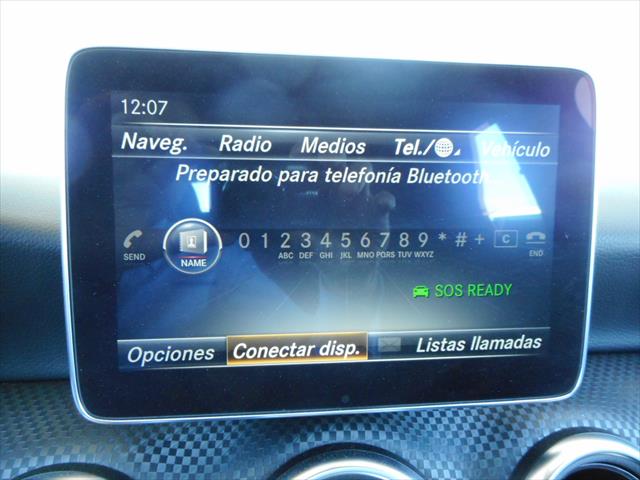 12:07
Naveg. Radio Medios Tel./ Vehículo
Preparado para telefonía Bluetooth
0 1 2 3 4 5 6 7 8 9 * # + C
ABC DEF GHI JKL MNO PQRS TUV WXYZ
SEND NAME END
SOS READY
Opciones Conectar disp. Listas llamadas